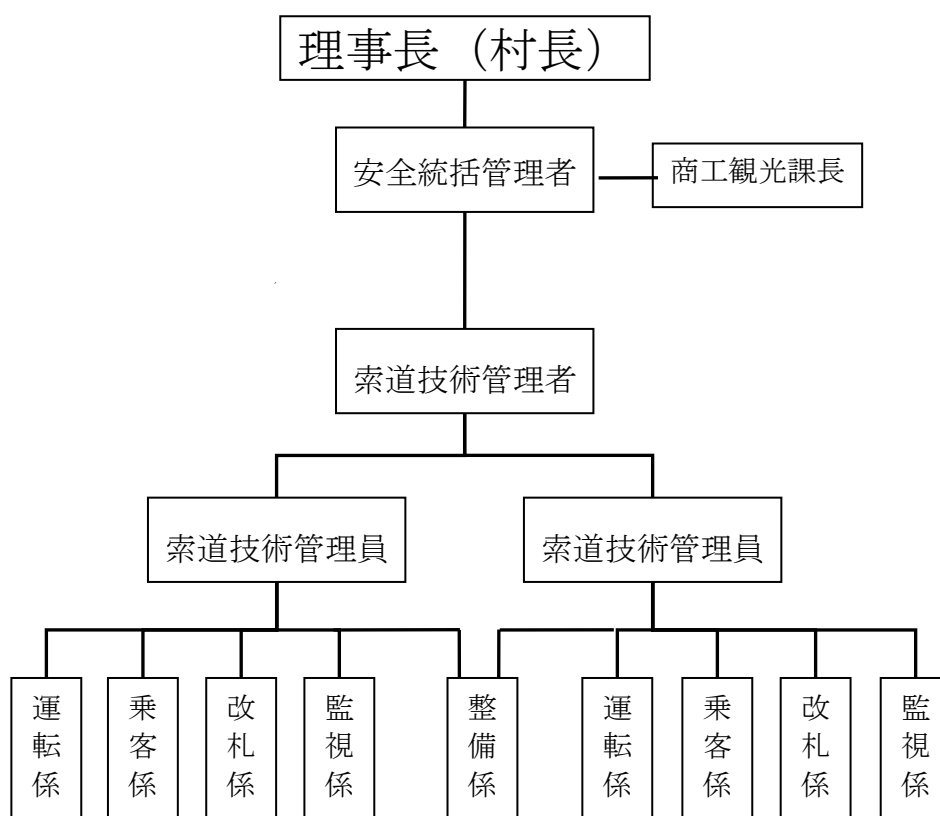 理事長（村長）
安全統括管理者
商工観光課長
索道技術管理者
索道技術管理員
索道技術管理員
運転係
乗客係
改札係
監視係
整備係
運転係
乗客係
改札係
監視係